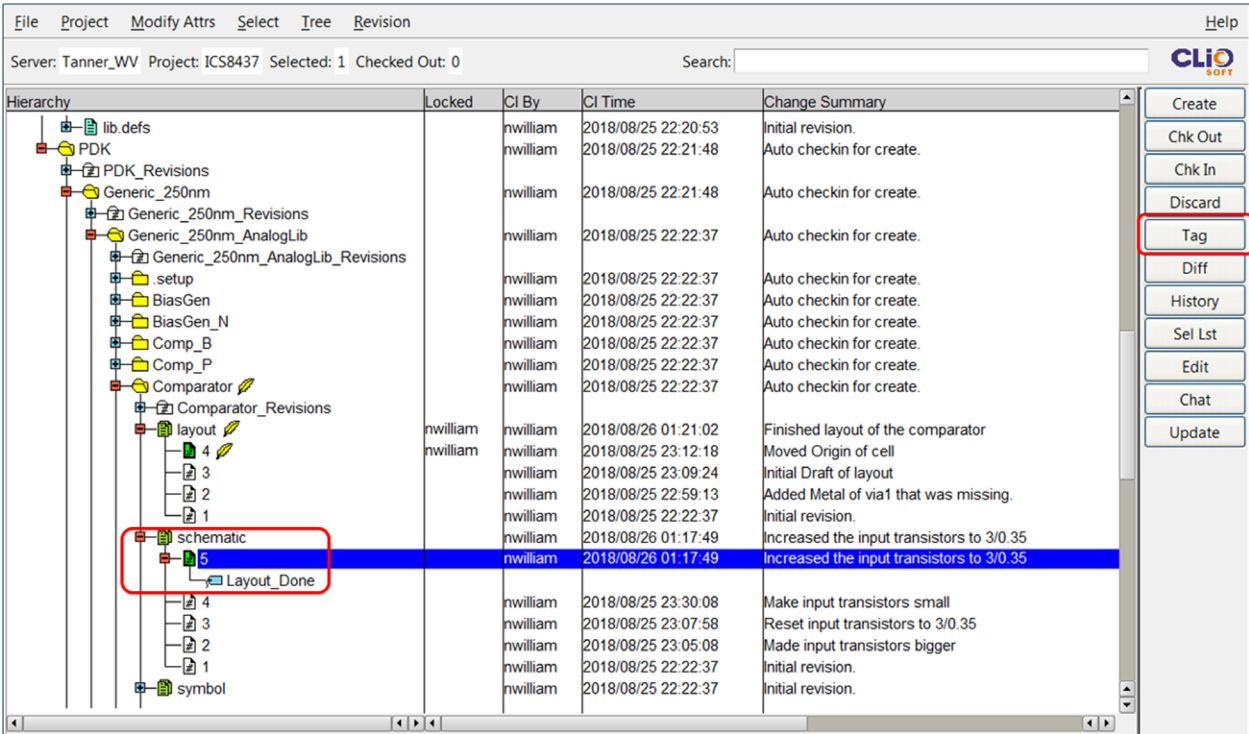 File Project Modify Attrs Select Tree Revision Help
Server: Tanner_WV Project: ICS8437 Selected: 1 Checked Out: 0 Search: CLiO SOFT
Hierarchy Locked CI By CI Time Change Summary
lib.defs nwilliam 2018/08/25 22:20:53 Initial revision.
PDK nwilliam 2018/08/25 22:21:48 Auto checkin for create.
PDK_Revisions
Generic_250nm nwilliam 2018/08/25 22:21:48 Auto checkin for create.
Generic_250nm_Revisions
Generic_250nm_AnalogLib nwilliam 2018/08/25 22:22:37 Auto checkin for create.
Generic_250nm_AnalogLib_Revisions
.setup nwilliam 2018/08/25 22:22:37 Auto checkin for create.
BiasGen nwilliam 2018/08/25 22:22:37 Auto checkin for create.
BiasGen_N nwilliam 2018/08/25 22:22:37 Auto checkin for create.
Comp_B nwilliam 2018/08/25 22:22:37 Auto checkin for create.
Comp_P nwilliam 2018/08/25 22:22:37 Auto checkin for create.
Comparator nwilliam 2018/08/25 22:22:37 Auto checkin for create.
Comparator_Revisions
layout nwilliam nwilliam 2018/08/26 01:21:02 Finished layout of the comparator
4 nwilliam nwilliam 2018/08/25 23:12:18 Moved Origin of cell
3 nwilliam 2018/08/25 23:09:24 Initial Draft of layout
2 nwilliam 2018/08/25 22:59:13 Added Metal of via1 that was missing.
1 nwilliam 2018/08/25 22:22:37 Initial revision.
schematic nwilliam 2018/08/26 01:17:49 Increased the input transistors to 3/0.35
5 nwilliam 2018/08/26 01:17:49 Increased the input transistors to 3/0.35
Layout_Done
4 nwilliam 2018/08/25 23:30:08 Make input transistors small
3 nwilliam 2018/08/25 23:07:58 Reset input transistors to 3/0.35
2 nwilliam 2018/08/25 23:05:08 Made input transistors bigger
1 nwilliam 2018/08/25 22:22:37 Initial revision.
symbol nwilliam 2018/08/25 22:22:37 Initial revision.
Create
Chk Out
Chk In
Discard
Tag
Diff
History
Sel Lst
Edit
Chat
Update